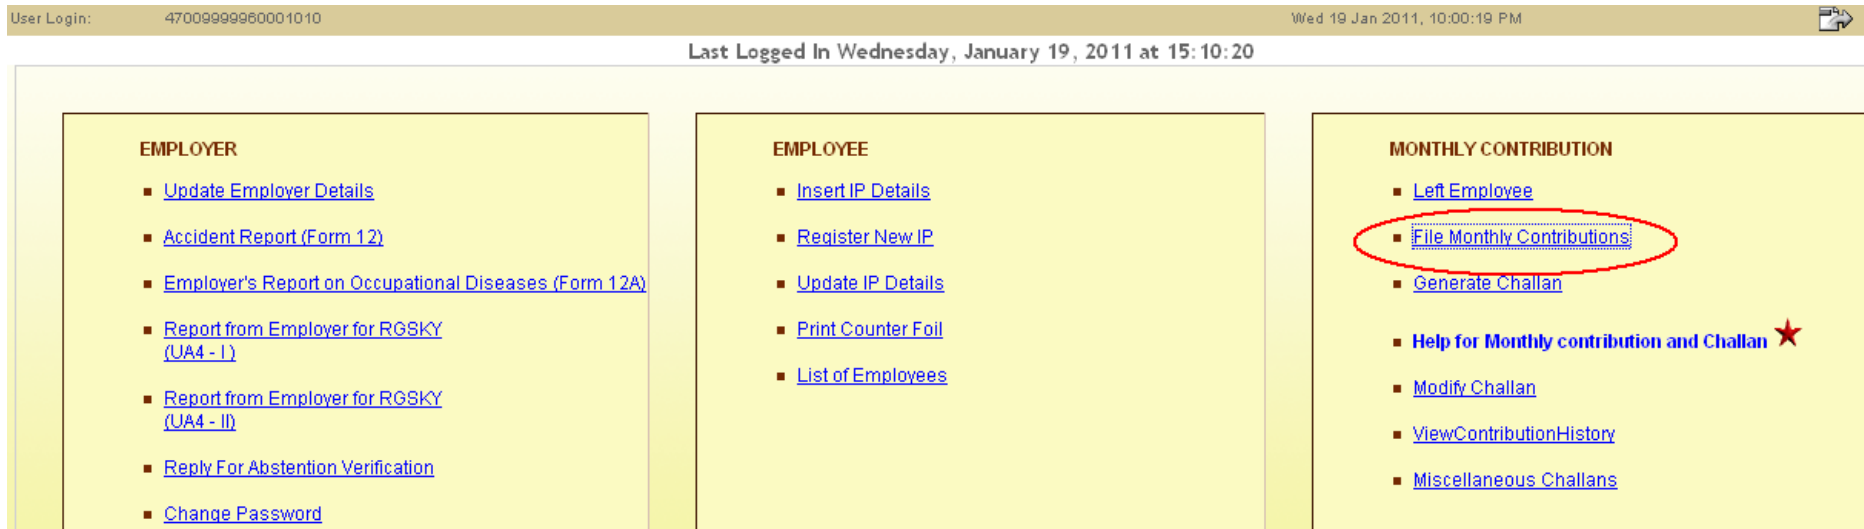 User Login: 47009999960001010 Wed 19 Jan 2011, 10:00:19 PM
Last Logged In Wednesday, January 19, 2011 at 15:10:20
EMPLOYER
Update Employer Details
Accident Report (Form 12)
Employer's Report on Occupational Diseases (Form 12A)
Report from Employer for RGSKY
(UA4 - I )
Report from Employer for RGSKY
(UA4 - II)
Reply For Abstention Verification
Change Password
EMPLOYEE
Insert IP Details
Register New IP
Update IP Details
Print Counter Foil
List of Employees
MONTHLY CONTRIBUTION
Left Employee
File Monthly Contributions
Generate Challan
Help for Monthly contribution and Challan
Modify Challan
ViewContributionHistory
Miscellaneous Challans